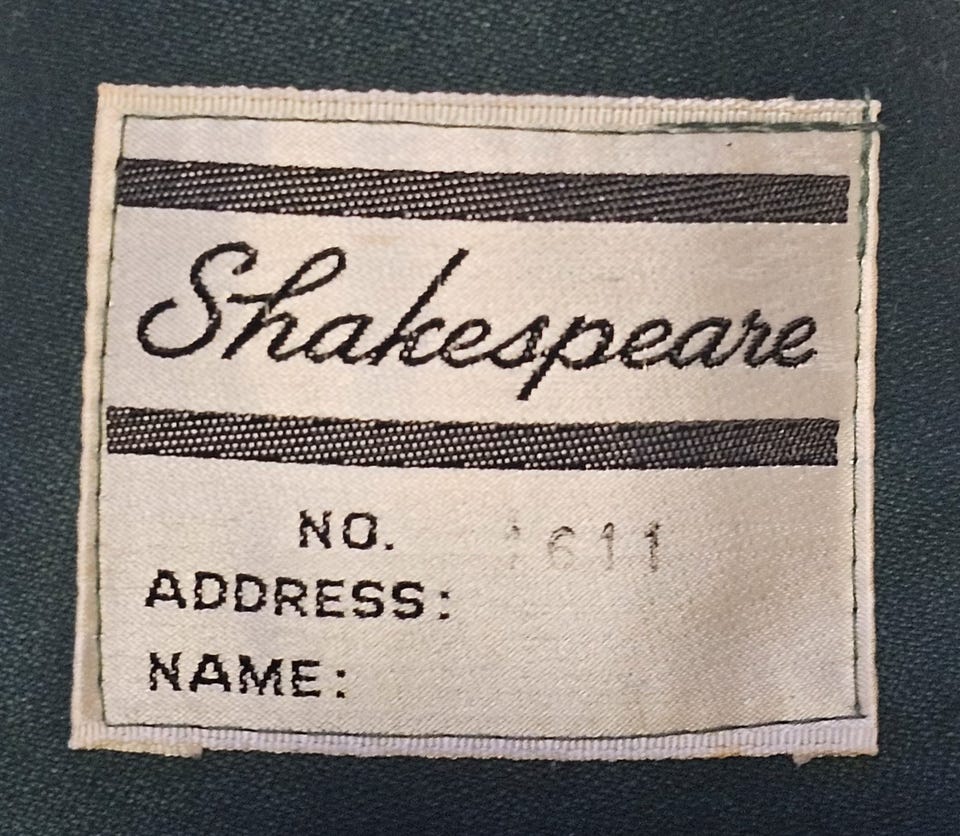 Shakespeare
NO. 1611
ADDRESS:
NAME: